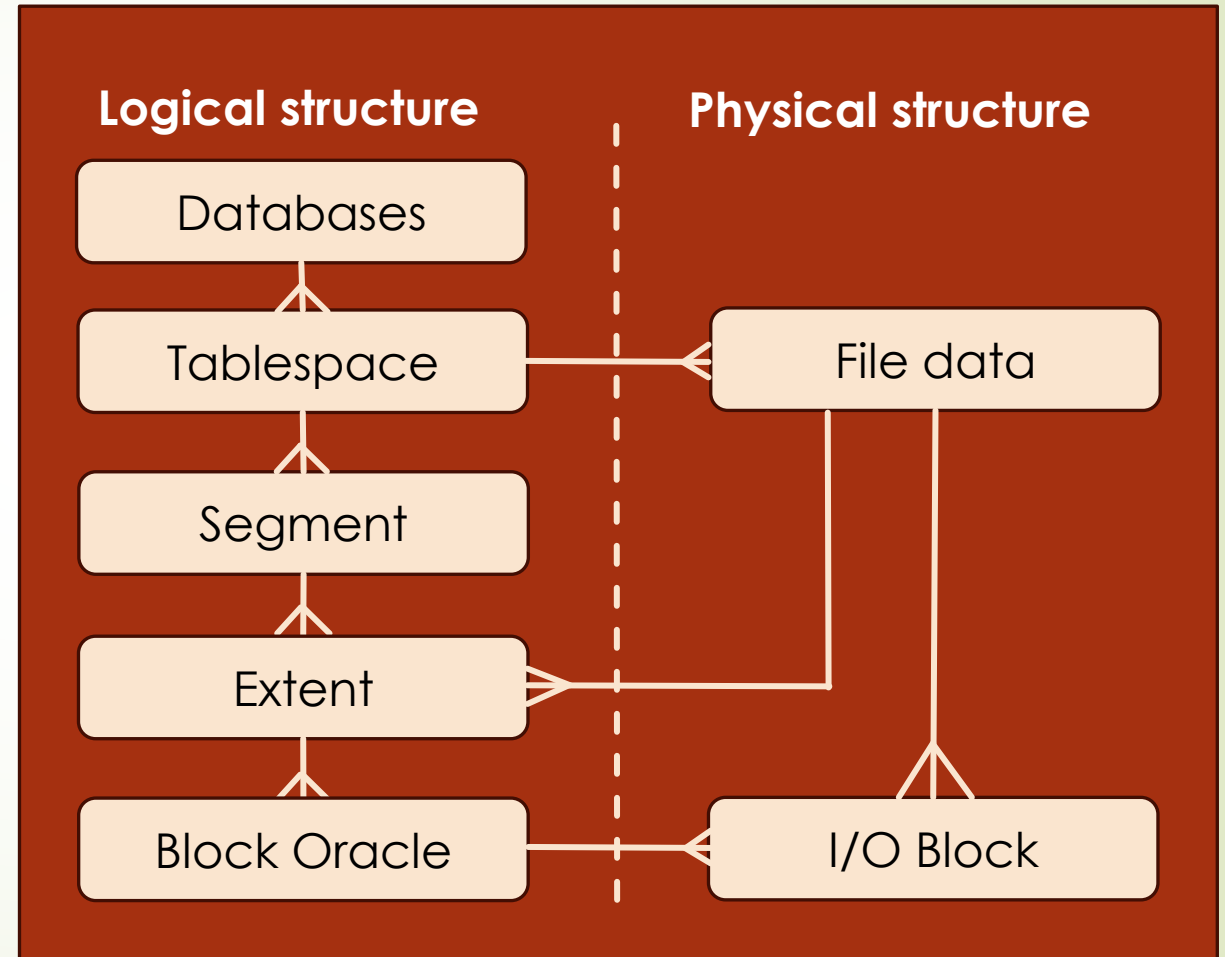 Logical structure
Physical structure
Databases
Tablespace
File data
Segment
Extent
Block Oracle
I/O Block